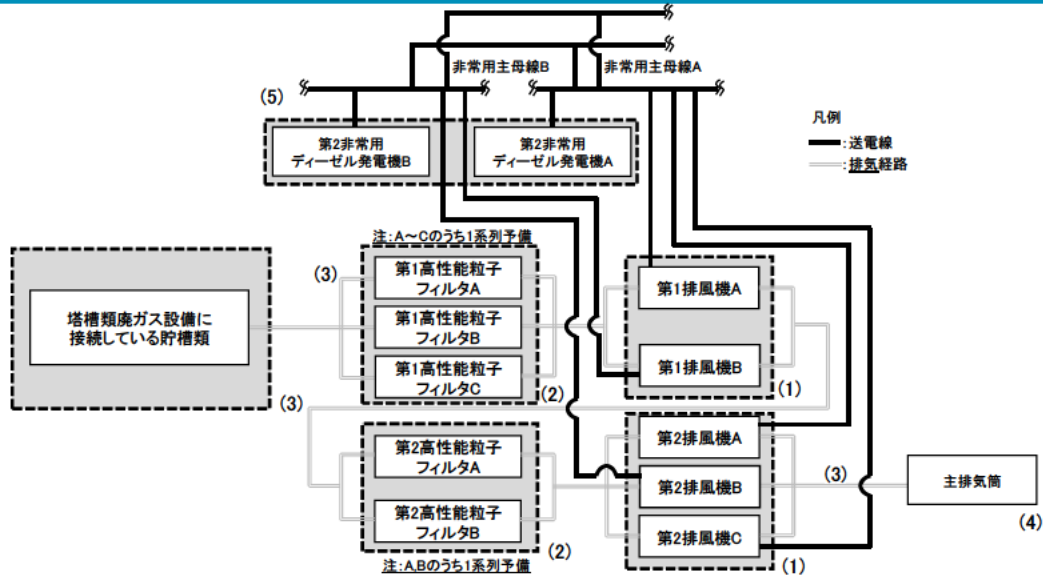 非常用主母線B
非常用主母線A
(5)
第2非常用
ディーゼル発電機B
第2非常用
ディーゼル発電機A
凡例
:送電線
:排気経路
注:A~Cのうち1系列予備
(3)
第1高性能粒子
フィルタA
第1高性能粒子
フィルタB
第1高性能粒子
フィルタC
(2)
塔槽類廃ガス設備に
接続している貯槽類
(3)
第1排風機A
第1排風機B
(1)
第2高性能粒子
フィルタA
第2高性能粒子
フィルタB
(2)
注:A,Bのうち1系列予備
第2排風機A
第2排風機B
第2排風機C
(1)
(3)
主排気筒
(4)